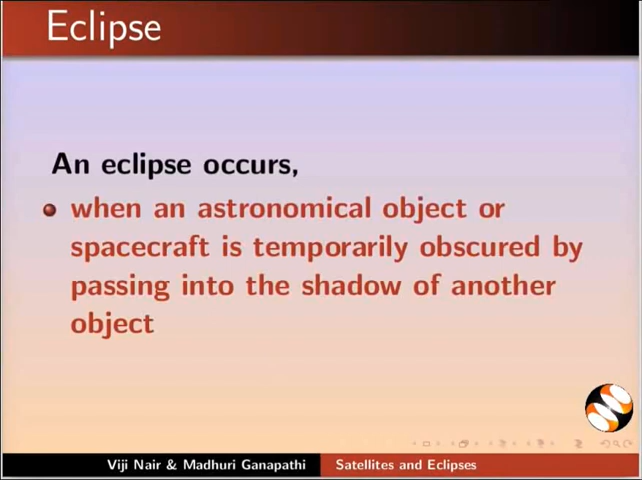 Eclipse
An eclipse occurs,
when an astronomical object or
spacecraft is temporarily obscured by
passing into the shadow of another
object
Viji Nair & Madhuri Ganapathi Satellites and Eclipses